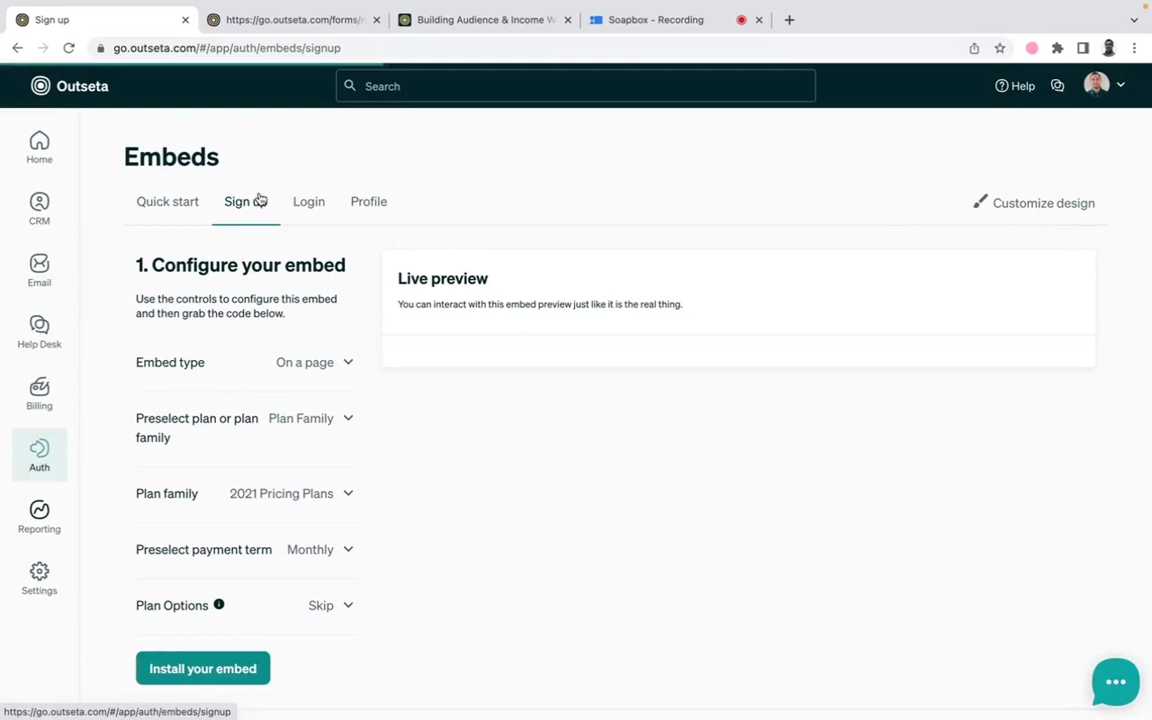 Sign up
https://go.outseta.com/forms/
Building Audience & Income W
Soapbox - Recording
go.outseta.com/#/app/auth/embeds/signup
Outseta
Search
Help
Home
CRM
Email
Help Desk
Billing
Auth
Reporting
Settings
Embeds
Quick start
Sign
Login
Profile
Customize design
1. Configure your embed
Use the controls to configure this embed
and then grab the code below.
Embed type On a page
Preselect plan or plan Plan Family
family
Plan family 2021 Pricing Plans
Preselect payment term Monthly
Plan Options Skip
Install your embed
Live preview
You can interact with this embed preview just like it is the real thing.
https://go.outseta.com/#/app/auth/embeds/signup